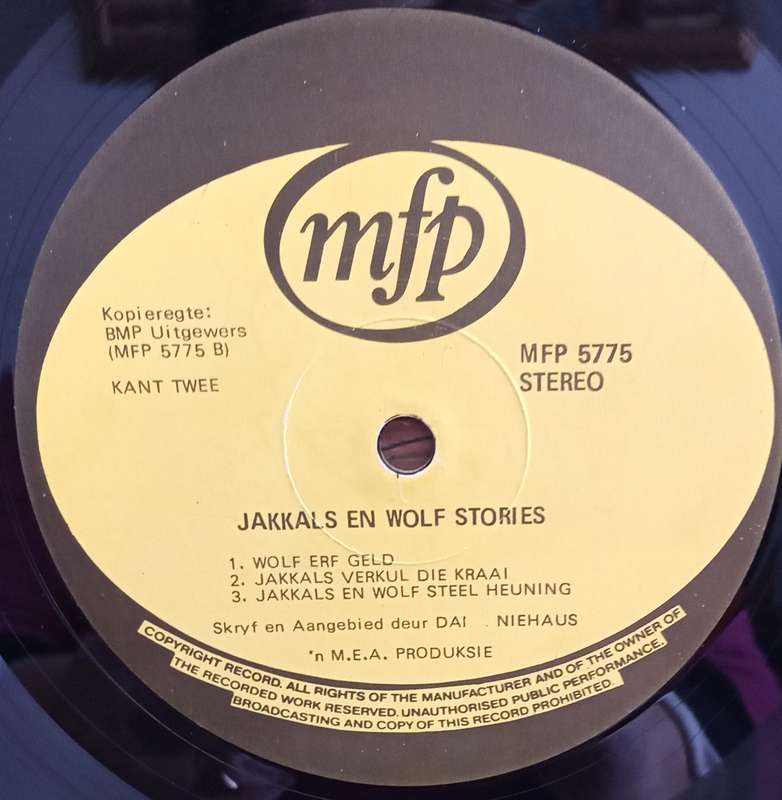 mfp
Kopieregte:
BMP Uitgewers
(MFP 5775 B)
KANT TWEE
MFP 5775
STEREO
JAKKALS EN WOLF STORIES
1. WOLF ERF GELD
2. JAKKALS VERKUL DIE KRAAI
3. JAKKALS EN WOLF STEEL HEUNING
Skryf en Aangebied deur NIEHAUS
'n M.E.A. PRODUKSIE
COPYRIGHT RECORD. ALL RIGHTS OF THE MANUFACTURER AND OF THE OWNER OF
THE RECORDED WORK RESERVED. UNAUTHORISED PUBLIC PERFORMANCE,
BROADCASTING AND COPY OF THIS RECORD PROHIBITED.